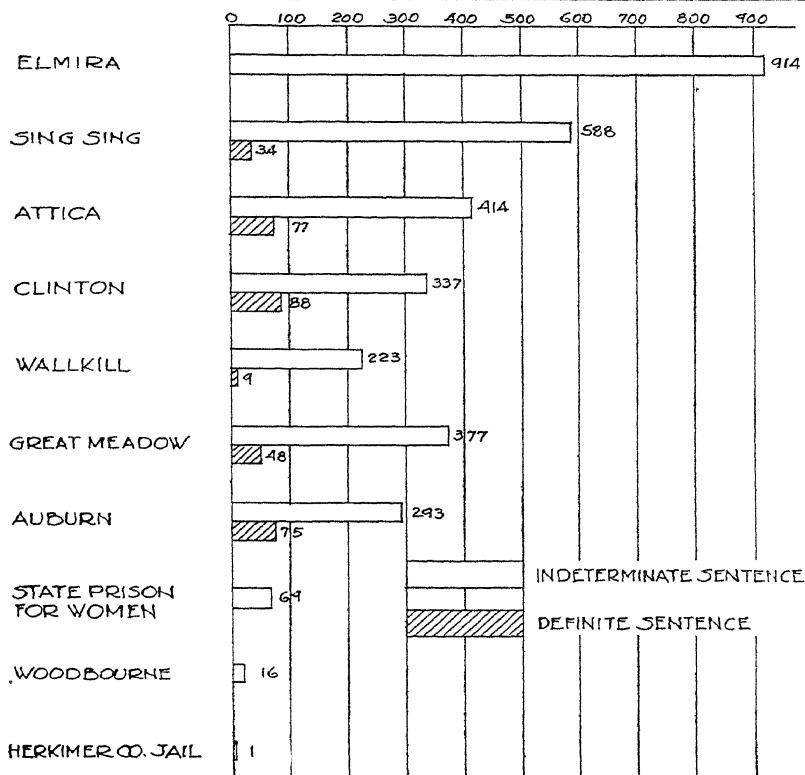 0 100 200 300 400 500 600 700 800 900
ELMIRA 914
SING SING 588
34
ATTICA 414
77
CLINTON 337
88
WALLKILL 223
9
GREAT MEADOW 377
48
AUBURN 293
75
INDETERMINATE SENTENCE
STATE PRISON
FOR WOMEN 69
DEFINITE SENTENCE
WOODBOURNE 16
HERKIMER CO. JAIL 1